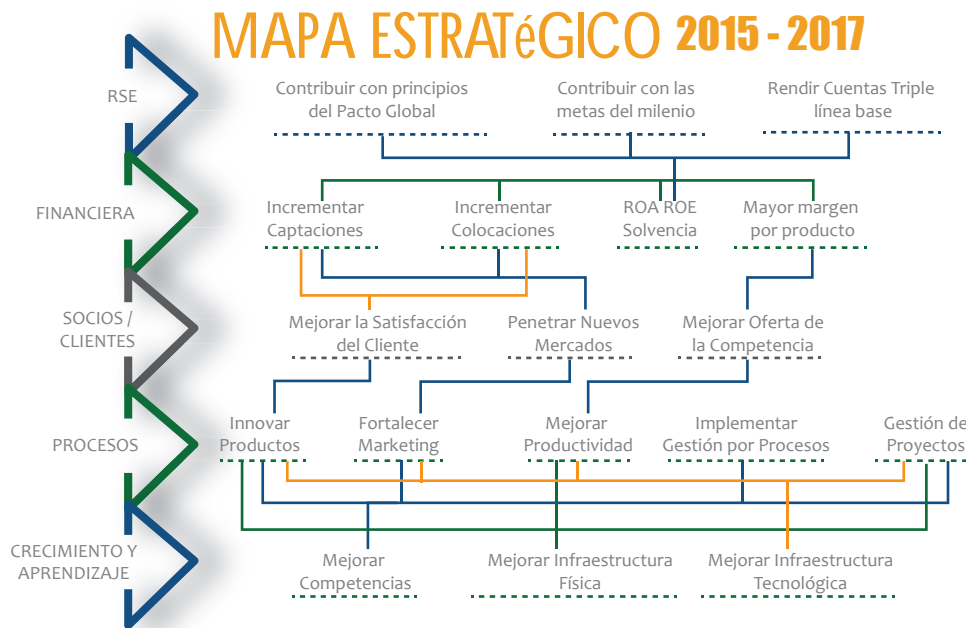 MAPA ESTRATéGICO 2015 - 2017
RSE
Contribuir con principios
del Pacto Global
Contribuir con las
metas del milenio
Rendir Cuentas Triple
línea base
FINANCIERA
Incrementar
Captaciones
Incrementar
Colocaciones
ROA ROE
Solvencia
Mayor margen
por producto
SOCIOS /
CLIENTES
Mejorar la Satisfacción
del Cliente
Penetrar Nuevos
Mercados
Mejorar Oferta de
la Competencia
PROCESOS
Innovar
Productos
Fortalecer
Marketing
Mejorar
Productividad
Implementar
Gestión por Procesos
Gestión de
Proyectos
CRECIMIENTO Y
APRENDIZAJE
Mejorar
Competencias
Mejorar Infraestructura
Física
Mejorar Infraestructura
Tecnológica